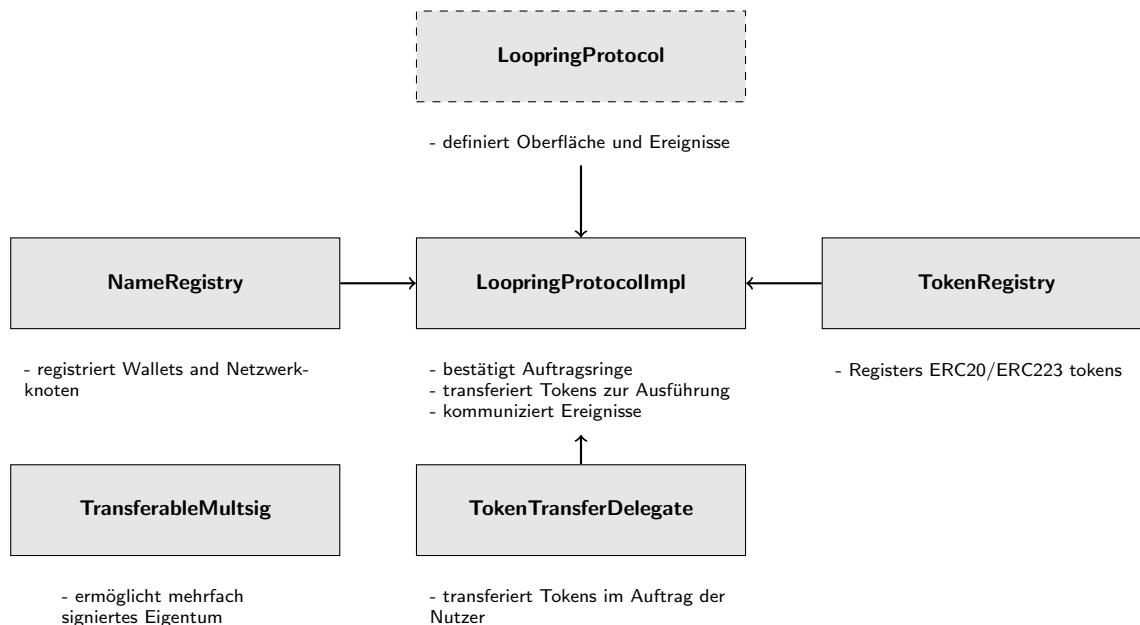 LoopringProtocol
- definiert Oberfläche und Ereignisse
NameRegistry
LoopringProtocolImpl
TokenRegistry
- registriert Wallets and Netzwerk-
knoten
- bestätigt Auftragsringe
- transferiert Tokens zur Ausführung
- kommuniziert Ereignisse
- Registers ERC20/ERC223 tokens
TransferableMultsig
TokenTransferDelegate
- ermöglicht mehrfach
signiertes Eigentum
- transferiert Tokens im Auftrag der
Nutzer